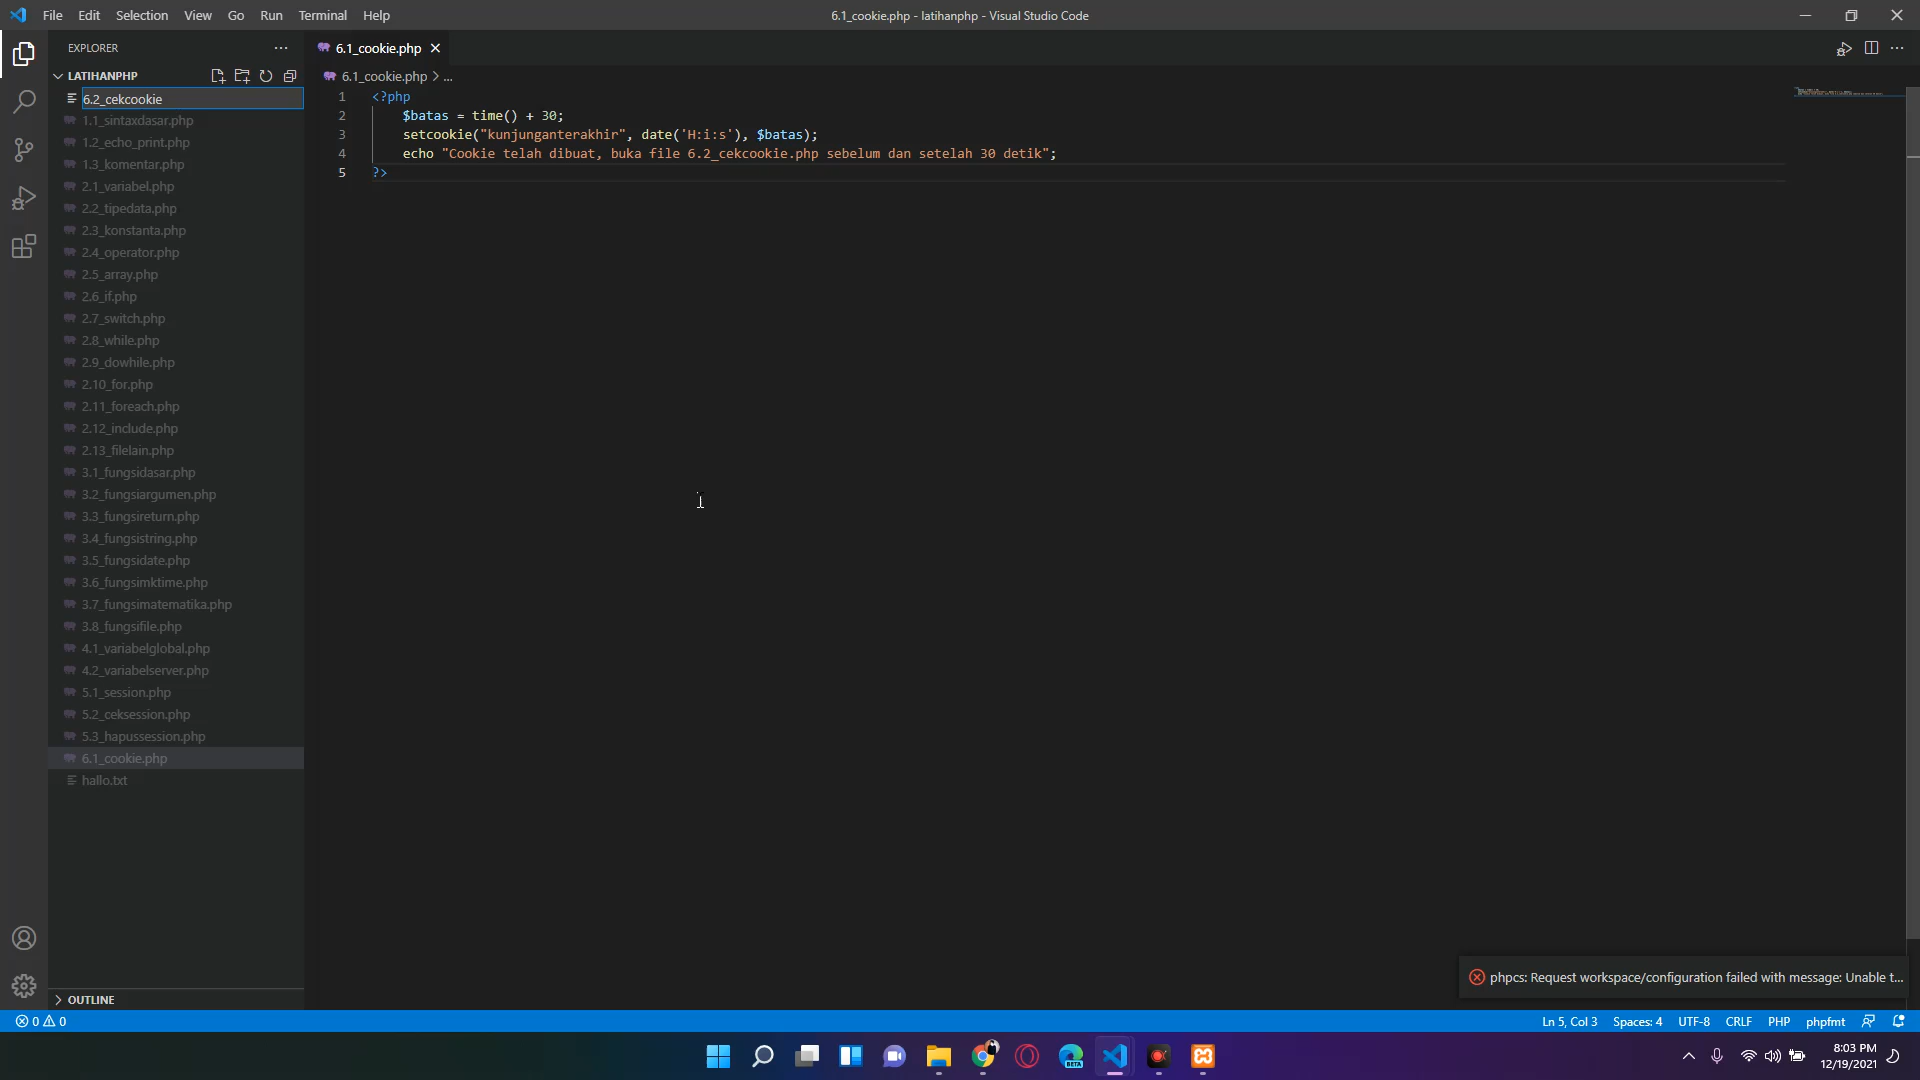 File Edit Selection View Go Run Terminal Help
6.1_cookie.php - latihanphp - Visual Studio Code
EXPLORER
6.1_cookie.php
LATIHANPHP
6.1_cookie.php > ...
6.2_cekcookie
1.1_sintaxdasar.php
1.2_echo_print.php
1.3_komentar.php
2.1_variabel.php
2.2_tipedata.php
2.3_konstanta.php
2.4_operator.php
2.5_array.php
2.6_if.php
2.7_switch.php
2.8_while.php
2.9_dowhile.php
2.10_for.php
2.11_foreach.php
2.12_include.php
2.13_filelain.php
3.1_fungsidasar.php
3.2_fungsiargumen.php
3.3_fungsireturn.php
3.4_fungsistring.php
3.5_fungsidate.php
3.6_fungsimktime.php
3.7_fungsimatematika.php
3.8_fungsifile.php
4.1_variabelglobal.php
4.2_variabelserver.php
5.1_session.php
5.2_ceksession.php
5.3_hapussession.php
6.1_cookie.php
hallo.txt
OUTLINE
1 <?php
2 $batas = time() + 30;
3 setcookie("kunjunganterakhir", date('H:i:s'), $batas);
4 echo "Cookie telah dibuat, buka file 6.2_cekcookie.php sebelum dan setelah 30 detik";
5 ?>
phpcs: Request workspace/configuration failed with message: Unable t...
0 0
Ln 5, Col 3 Spaces: 4 UTF-8 CRLF PHP phpfmt
BETA
8:03 PM
12/19/2021